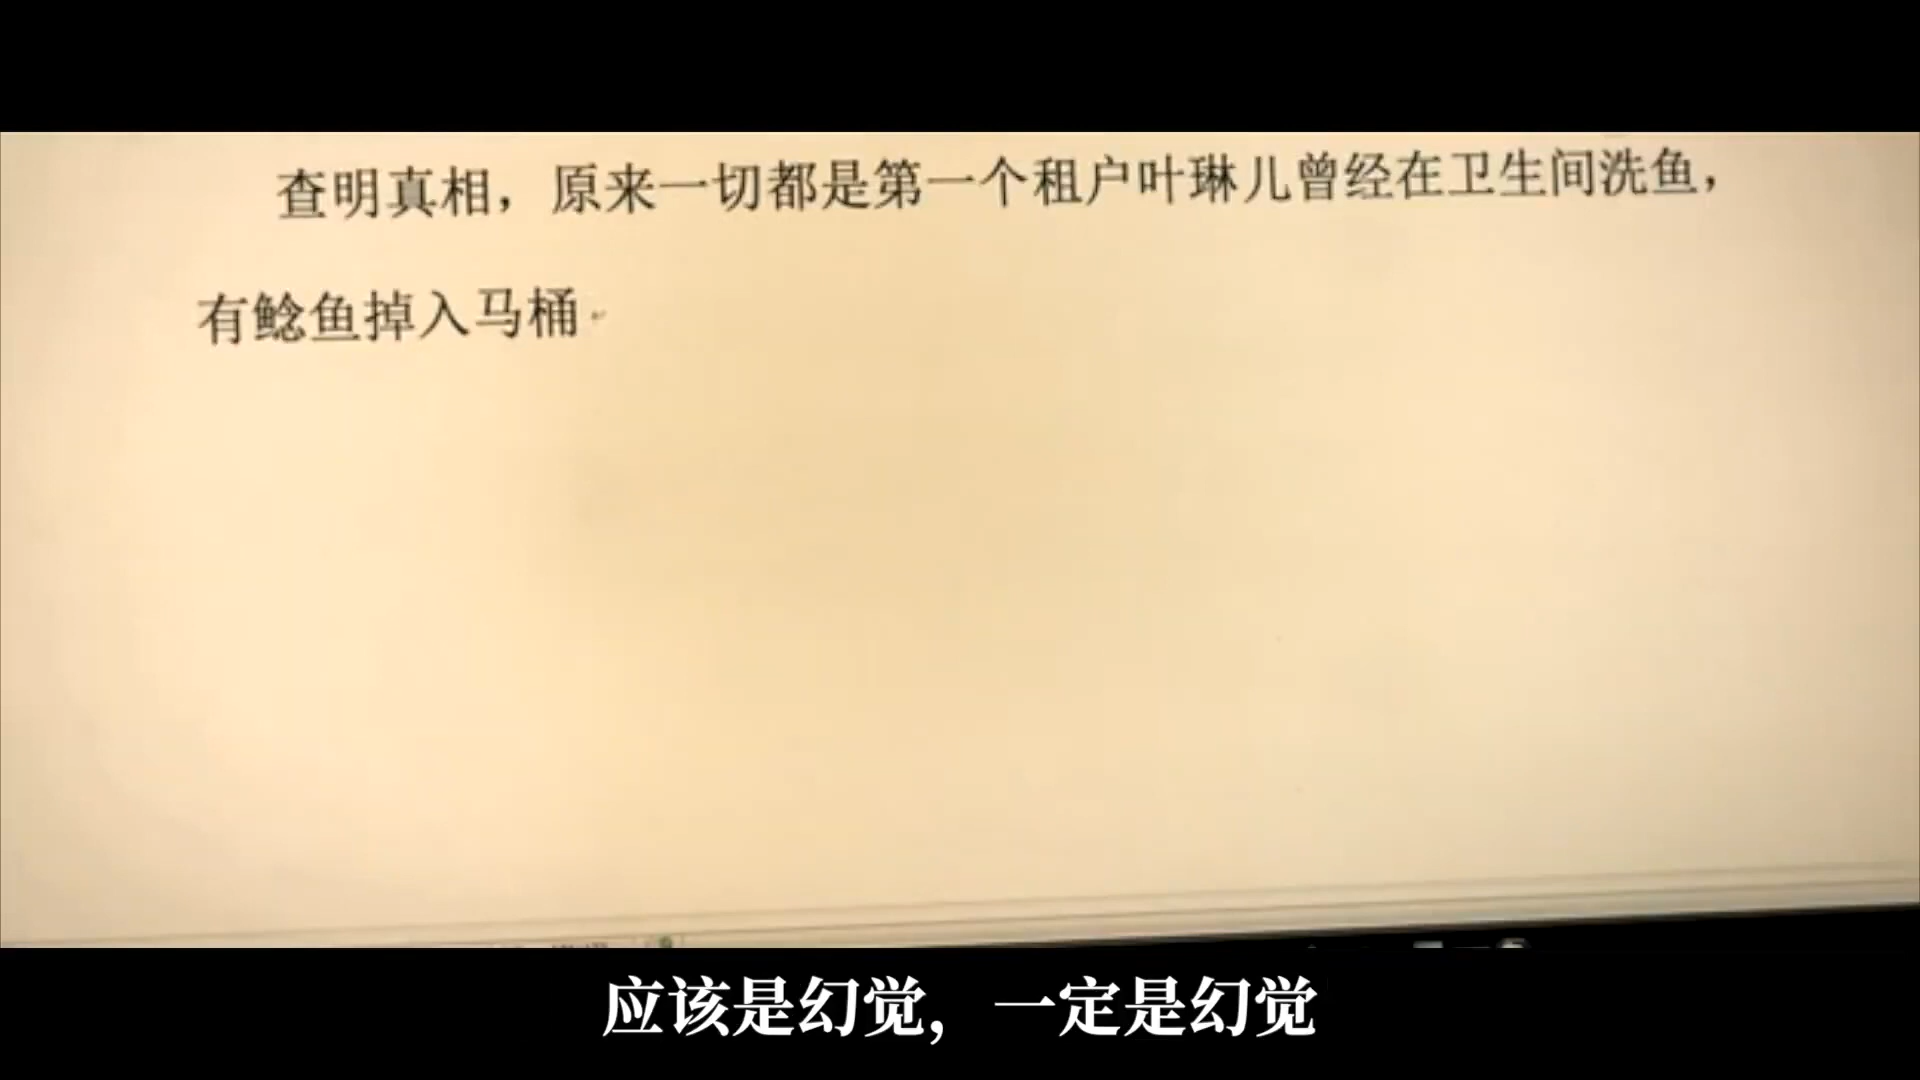 查明真相，原来一切都是第一个租户叶琳儿曾经在卫生间洗鱼，
有鲶鱼掉入马桶
应该是幻觉，一定是幻觉